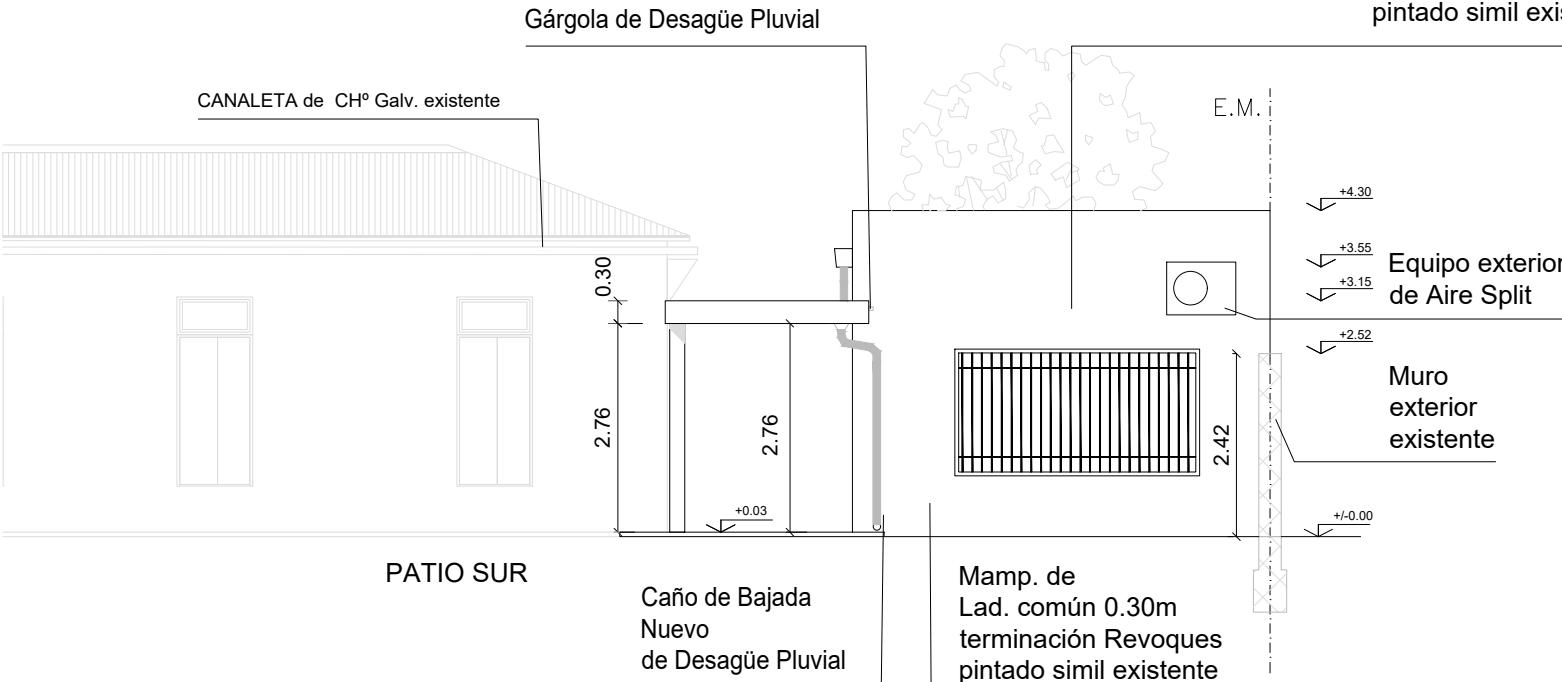 Gárgola de Desagüe Pluvial
pintado simil exis
CANALETA de CHº Galv. existente
E.M.
+4.30
+3.55
+3.15
+2.52
Equipo exterior
de Aire Split
0.30
2.76
2.76
2.42
Muro
exterior
existente
+0.03
+/-0.00
PATIO SUR
Caño de Bajada
Nuevo
de Desagüe Pluvial
Mamp. de
Lad. común 0.30m
terminación Revoques
pintado simil existente